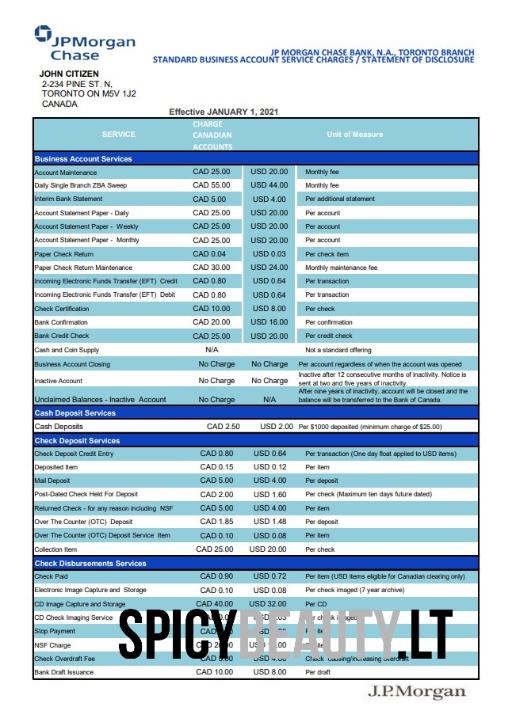 JPMorgan
Chase
JP MORGAN CHASE BANK, N.A., TORONTO BRANCH
STANDARD BUSINESS ACCOUNT SERVICE CHARGES / STATEMENT OF DISCLOSURE
JOHN CITIZEN
2-234 PINE ST. N,
TORONTO ON M5V 1J2
CANADA
Effective JANUARY 1, 2021
SERVICE CHARGE CANADIAN ACCOUNTS Unit of Measure
Business Account Services
Account Maintenance CAD 25.00 USD 20.00 Monthly fee
Daily Single Branch ZBA Sweep CAD 55.00 USD 44.00 Monthly fee
Interim Bank Statement CAD 5.00 USD 4.00 Per additional statement
Account Statement Paper - Daily CAD 25.00 USD 20.00 Per account
Account Statement Paper - Weekly CAD 25.00 USD 20.00 Per account
Account Statement Paper - Monthly CAD 25.00 USD 20.00 Per account
Paper Check Return CAD 0.04 USD 0.03 Per check item
Paper Check Return Maintenance CAD 30.00 USD 24.00 Monthly maintenance fee
Incoming Electronic Funds Transfer (EFT) Credit CAD 0.80 USD 0.64 Per transaction
Incoming Electronic Funds Transfer (EFT) Debit CAD 0.80 USD 0.64 Per transaction
Check Certification CAD 10.00 USD 8.00 Per check
Bank Confirmation CAD 20.00 USD 16.00 Per confirmation
Bank Credit Check CAD 25.00 USD 20.00 Per credit check
Cash and Coin Supply N/A Not a standard offering
Business Account Closing No Charge No Charge Per account regardless of when the account was opened
Inactive Account No Charge No Charge Inactive after 12 consecutive months of inactivity. Notice is
sent at two and five years of inactivity.
Unclaimed Balances - Inactive Account No Charge N/A After nine years of inactivity, account will be closed and the
balance will be transferred to the Bank of Canada.
Cash Deposit Services
Cash Deposits CAD 2.50 USD 2.00 Per $1000 deposited (minimum charge of $25.00)
Check Deposit Services
Check Deposit Credit Entry CAD 0.80 USD 0.64 Per transaction (One day float applied to USD items)
Deposited Item CAD 0.15 USD 0.12 Per item
Mail Deposit CAD 5.00 USD 4.00 Per deposit
Post-Dated Check Held For Deposit CAD 2.00 USD 1.60 Per check (Maximum ten days future dated)
Returned Check - for any reason including NSF CAD 5.00 USD 4.00 Per item
Over The Counter (OTC) Deposit CAD 1.85 USD 1.48 Per deposit
Over The Counter (OTC) Deposit Service Item CAD 0.10 USD 0.08 Per item
Collection Item CAD 25.00 USD 20.00 Per check
Check Disbursements Services
Check Paid CAD 0.90 USD 0.72 Per item (USD items eligible for Canadian clearing only)
Electronic Image Capture and Storage CAD 0.10 USD 0.08 Per check imaged (7 year archive)
CD Image Capture and Storage CAD 40.00 USD 32.00 Per CD
CD Check Imaging Service
Stop Payment
NSF Charge
Check Overdraft Fee
Bank Draft Issuance CAD 10.00 USD 8.00 Per draft
SPICYBEAUTY.LT
J.P.Morgan